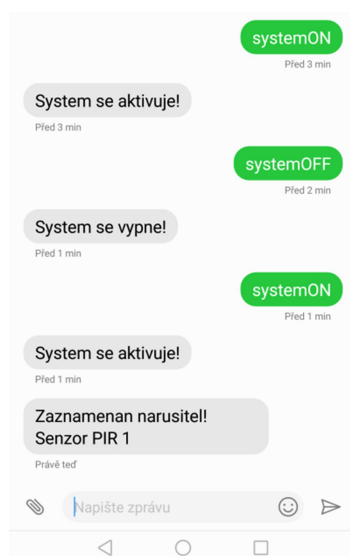 systemON
Před 3 min
System se aktivuje!
Před 3 min
systemOFF
Před 2 min
System se vypne!
Před 1 min
systemON
Před 1 min
System se aktivuje!
Před 1 min
Zaznamenan narusitel!
Senzor PIR 1
Právě teď
Napište zprávu